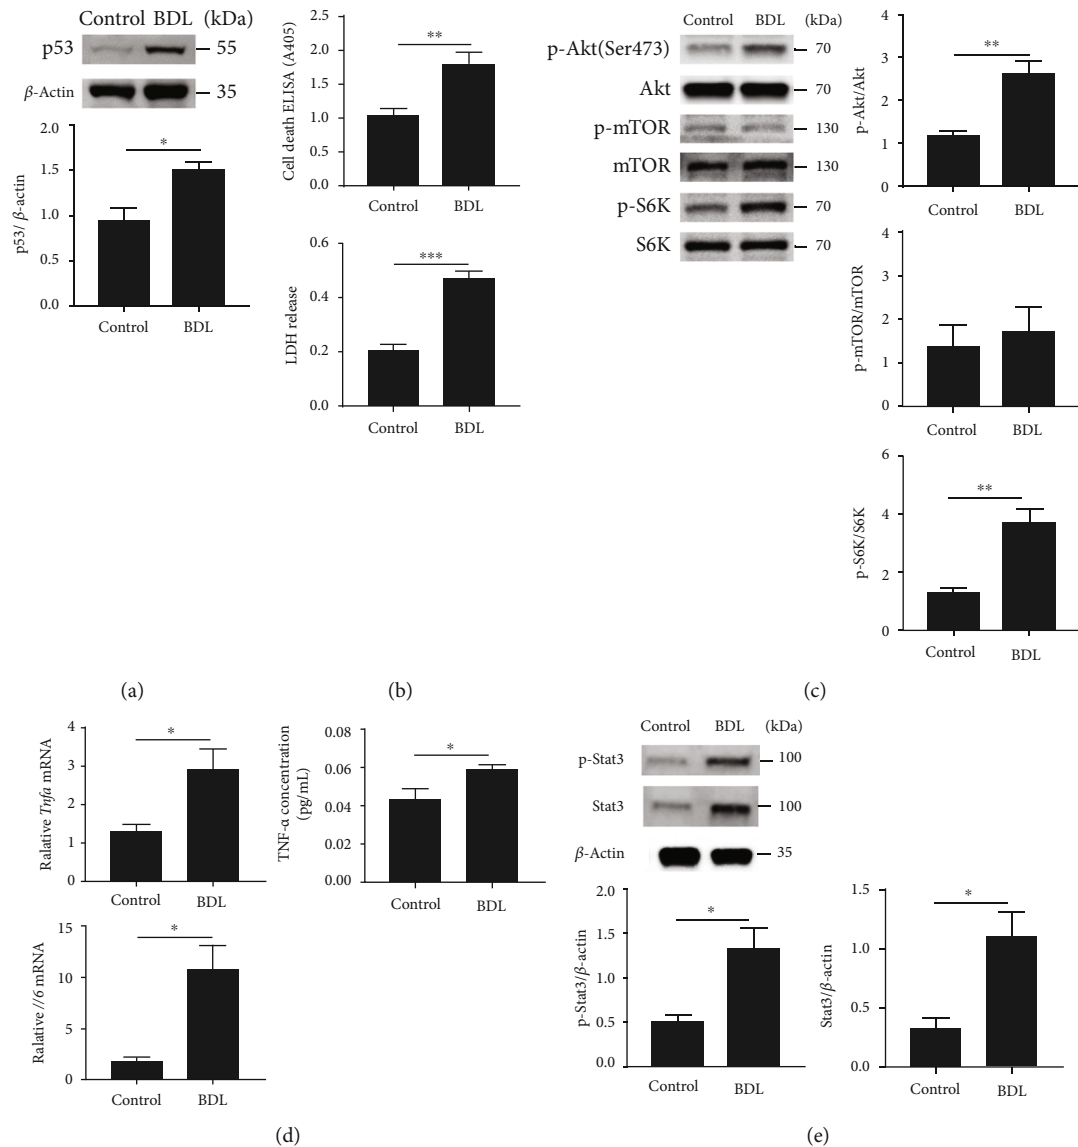 Control BDL (kDa)
p53
55
β-Actin
35
p53/ β-actin
2.0
1.5
1.0
0.5
0.0
*
Control BDL
(a)
Cell death ELISA (A405)
2.5
2.0
1.5
1.0
0.5
0.0
**
Control BDL
LDH release
0.6
0.4
0.2
0.0
***
Control BDL
(b)
Control BDL (kDa)
p-Akt(Ser473)
70
Akt
70
p-mTOR
130
mTOR
130
p-S6K
70
S6K
70
p-Akt/Akt
4
3
2
1
0
**
Control BDL
p-mTOR/mTOR
4
3
2
1
0
Control BDL
p-S6K/S6K
6
4
2
0
**
Control BDL
(c)
Ralative Tnfa mRNA
4
3
2
1
0
*
Control BDL
TNF-α concentration
(pg/mL)
0.08
0.06
0.04
0.02
0.00
*
Control BDL
Ralative //6 mRNA
15
10
5
0
*
Control BDL
(d)
Control BDL (kDa)
p-Stat3
100
Stat3
100
β-Actin
35
p-Stat3/β-actin
2.0
1.5
1.0
0.5
0.0
*
Control BDL
Stat3/β-actin
1.5
1.0
0.5
0.0
*
Control BDL
(e)